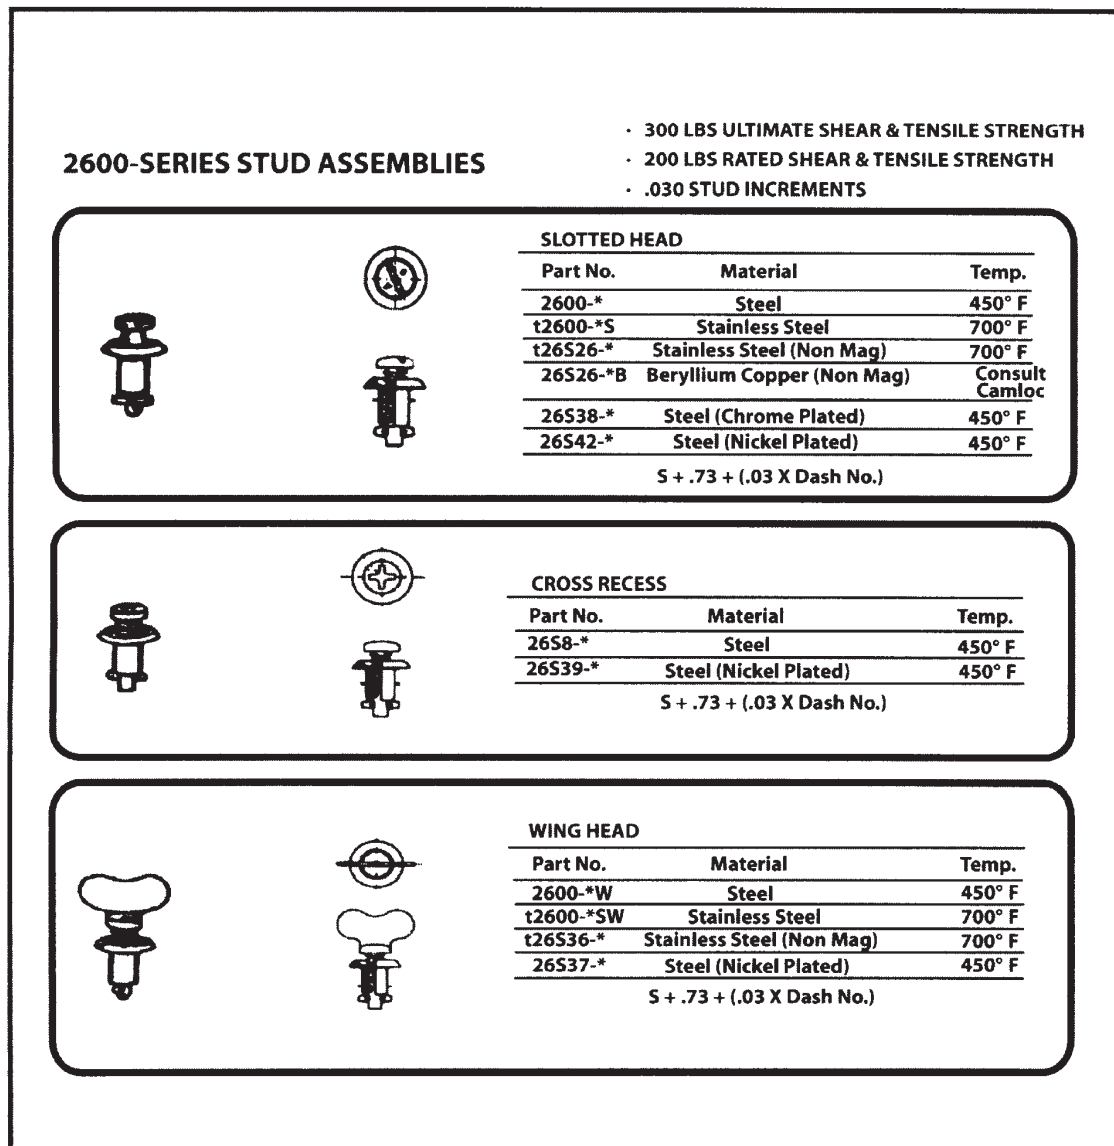 · 300 LBS ULTIMATE SHEAR & TENSILE STRENGTH
2600-SERIES STUD ASSEMBLIES
· 200 LBS RATED SHEAR & TENSILE STRENGTH
· .030 STUD INCREMENTS
SLOTTED HEAD
Part No. Material Temp.
2600-* Steel 450° F
t2600-*S Stainless Steel 700° F
t26S26-* Stainless Steel (Non Mag) 700° F
26S26-*B Beryllium Copper (Non Mag) Consult
Camloc
26S38-* Steel (Chrome Plated) 450° F
26S42-* Steel (Nickel Plated) 450° F
S + .73 + (.03 X Dash No.)
CROSS RECESS
Part No. Material Temp.
26S8-* Steel 450° F
26S39-* Steel (Nickel Plated) 450° F
S + .73 + (.03 X Dash No.)
WING HEAD
Part No. Material Temp.
2600-*W Steel 450° F
t2600-*SW Stainless Steel 700° F
t26S36-* Stainless Steel (Non Mag) 700° F
26S37-* Steel (Nickel Plated) 450° F
S + .73 + (.03 X Dash No.)